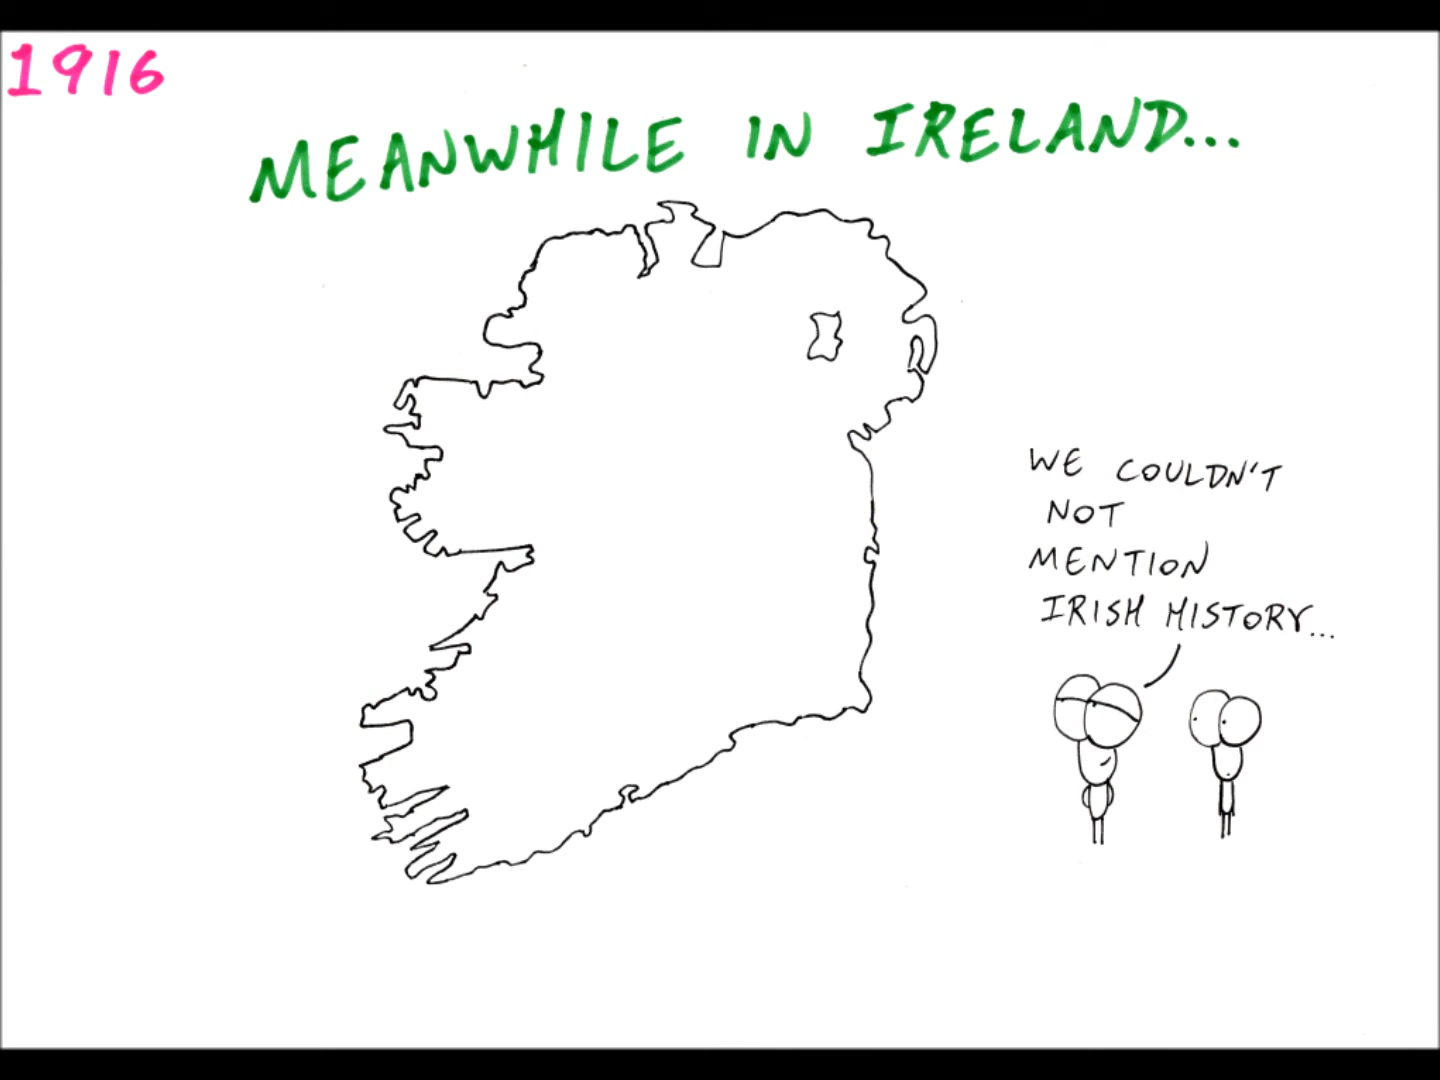 1916
MEANWHILE IN IRELAND...
WE COULDN'T
NOT
MENTION
IRISH HISTORY...